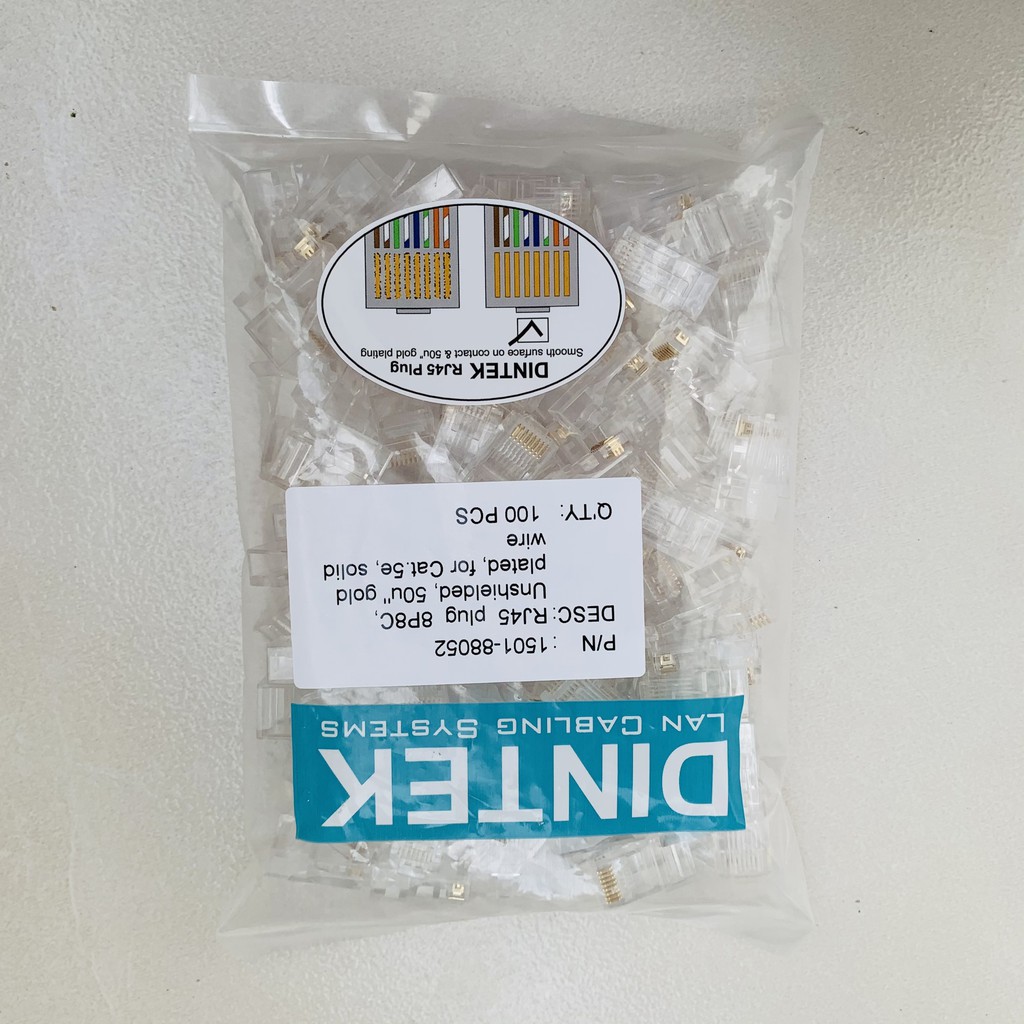 DINTEK
LAN CABLING SYSTEMS
P/N : 1501-88052
DESC: RJ45 plug 8P8C,
Unshielded, 50u" gold
plated, for Cat.5e, solid
wire
Q'TY: 100 PCS
DINTEK RJ45 Plug
Smooth surface on contact & 50u" gold plating